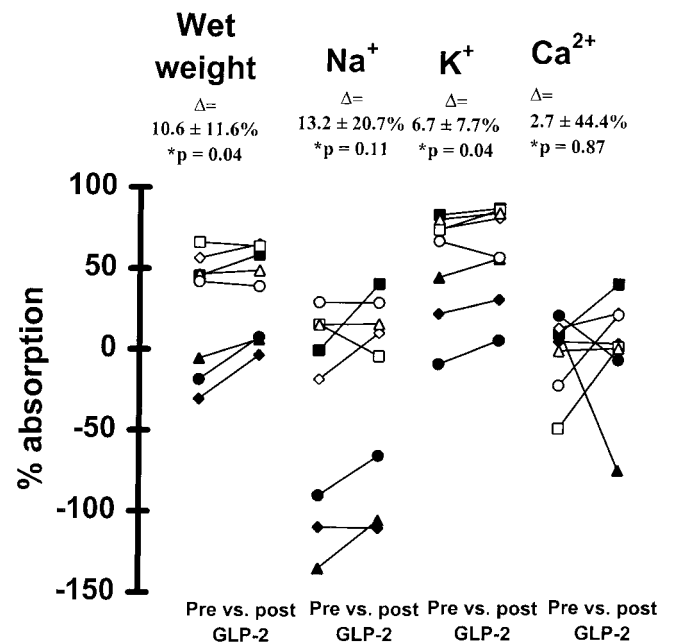 Wet
weight
Na⁺
K⁺
Ca²⁺
Δ=
10.6 ± 11.6%
*p = 0.04
Δ=
13.2 ± 20.7%
*p = 0.11
Δ=
6.7 ± 7.7%
*p = 0.04
Δ=
2.7 ± 44.4%
*p = 0.87
% absorption
100
50
0
-50
-100
-150
Pre vs. post
GLP-2
Pre vs. post
GLP-2
Pre vs. post
GLP-2
Pre vs. post
GLP-2